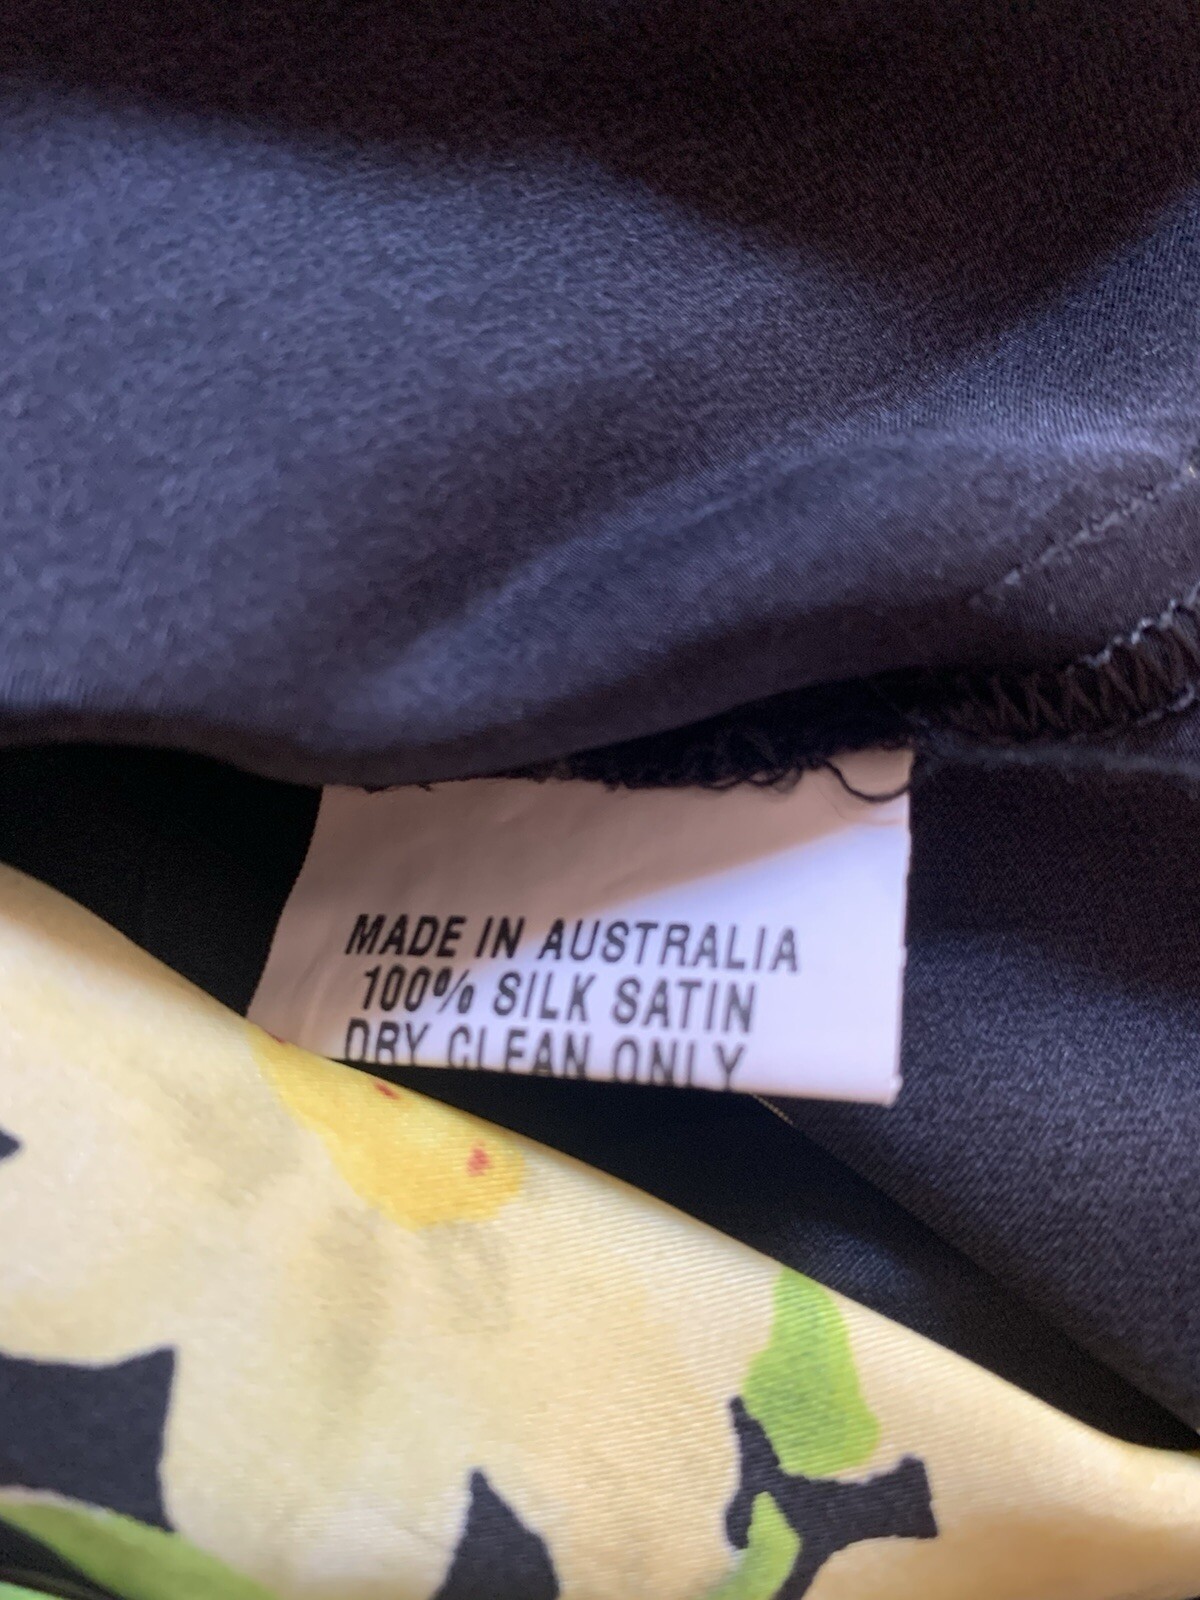 MADE IN AUSTRALIA
100% SILK SATIN
DRY CLEAN ONLY